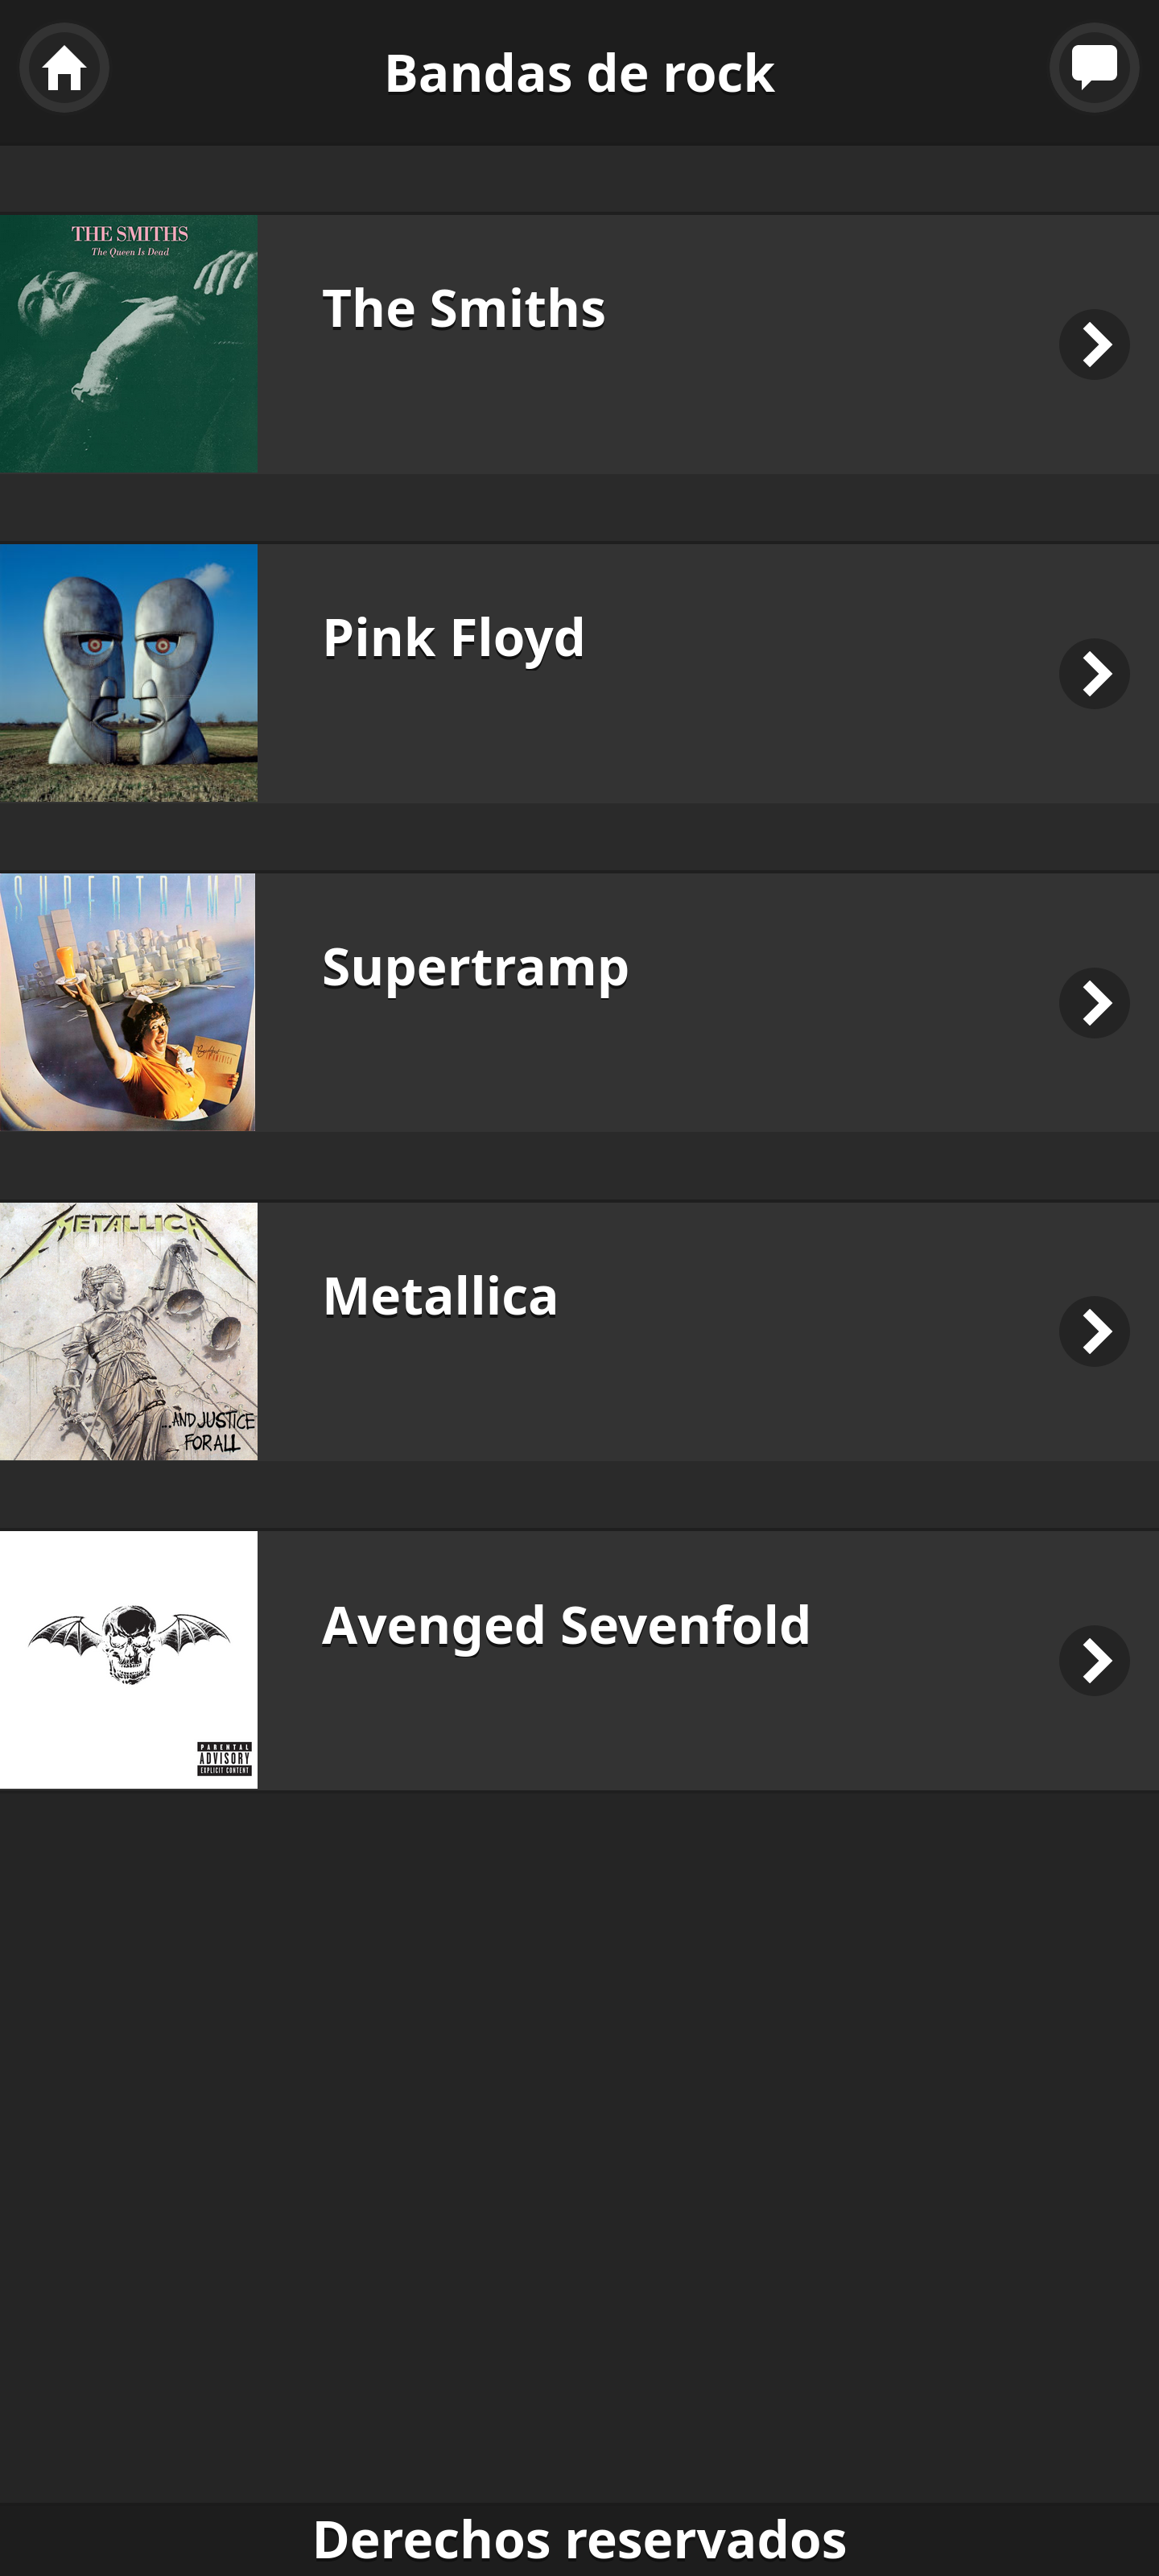 Bandas de rock
THE SMITHS
The Queen Is Dead
The Smiths
Pink Floyd
SUPERTRAMP
Supertramp
METALLICA
Metallica
...AND JUSTICE
FOR ALL
Avenged Sevenfold
PARENTAL
ADVISORY
EXPLICIT CONTENT
Derechos reservados